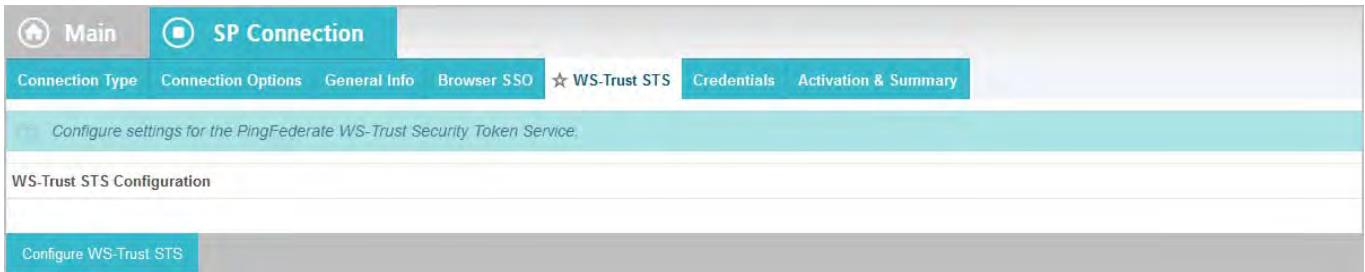 Main SP Connection
Connection Type Connection Options General Info Browser SSO WS-Trust STS Credentials Activation & Summary
Configure settings for the PingFederate WS-Trust Security Token Service.
WS-Trust STS Configuration
Configure WS-Trust STS